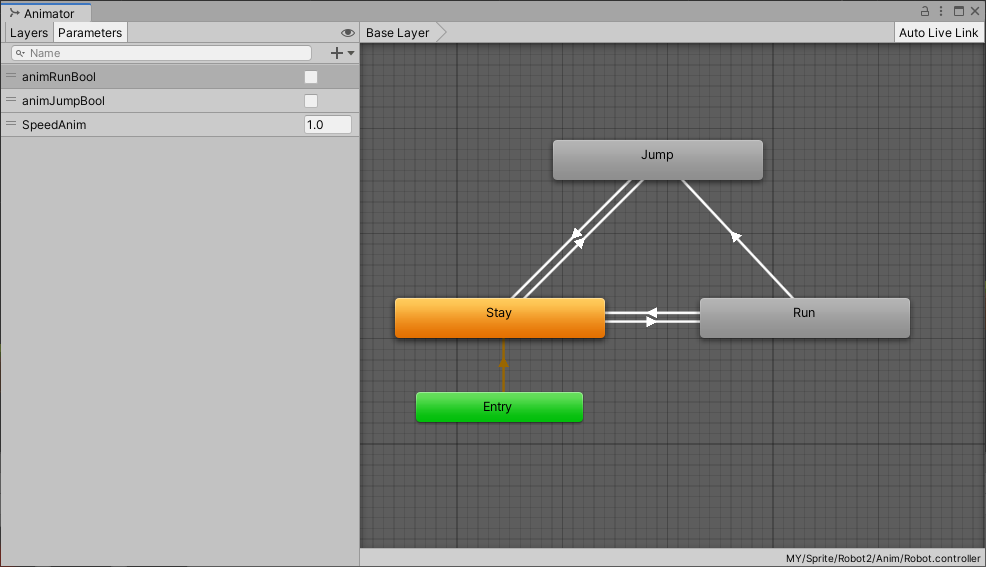 Animator
Layers Parameters
Base Layer
Auto Live Link
Name
animRunBool
animJumpBool
SpeedAnim 1.0
Jump
Stay
Run
Entry
MY/Sprite/Robot2/Anim/Robot.controller